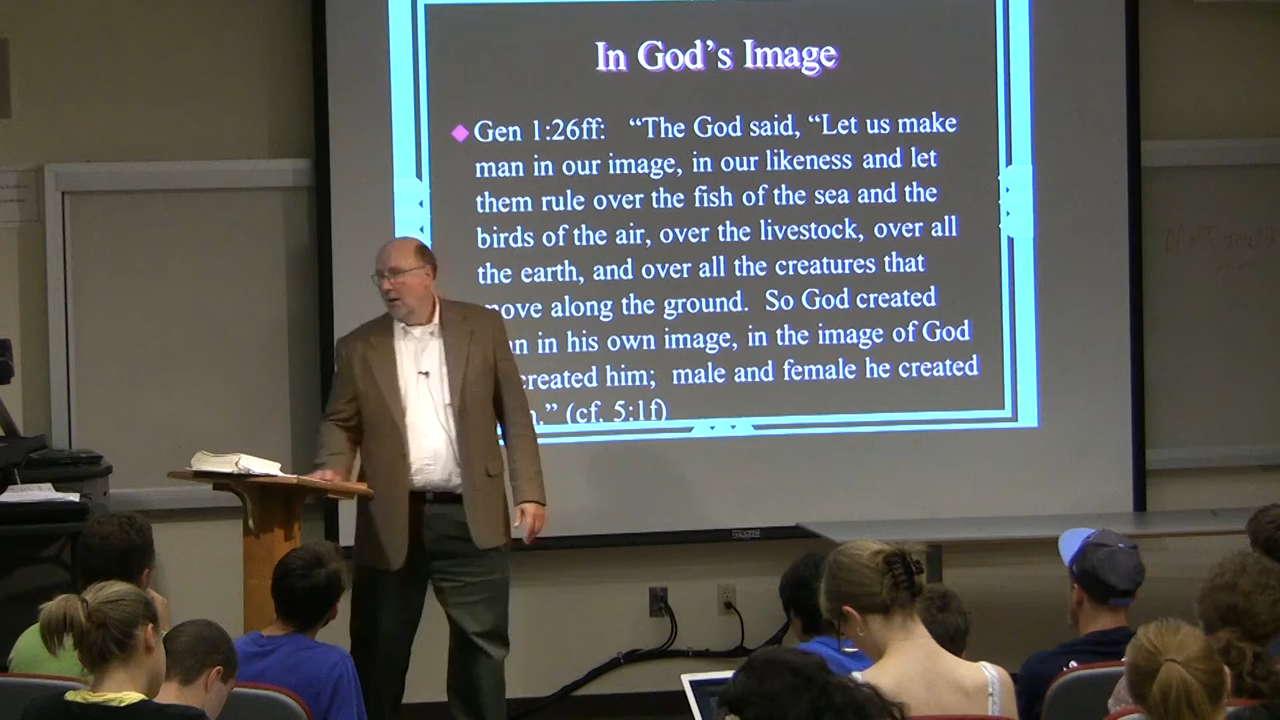 In God's Image
Gen 1:26ff: “The God said, “Let us make
man in our image, in our likeness and let
them rule over the fish of the sea and the
birds of the air, over the livestock, over all
the earth, and over all the creatures that
move along the ground. So God created
in his own image, in the image of God
created him; male and female he created
” (cf. 5:1f)